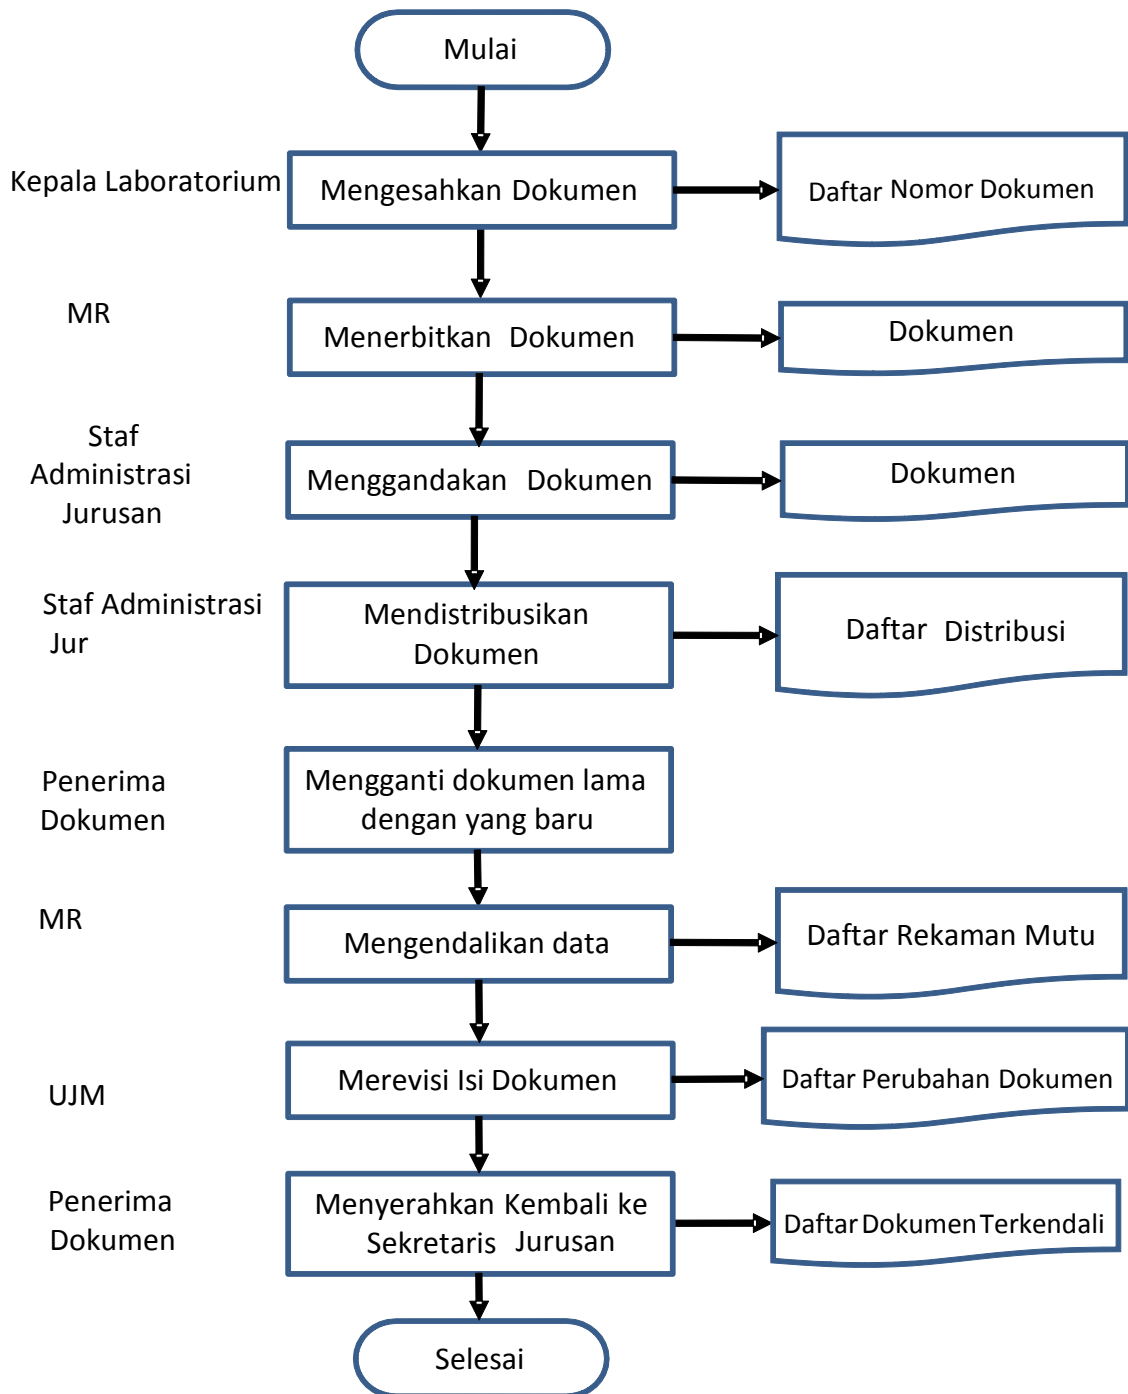 Mulai
Kepala Laboratorium
Mengesahkan Dokumen
Daftar Nomor Dokumen
MR
Menerbitkan Dokumen
Dokumen
Staf
Administrasi
Jurusan
Menggandakan Dokumen
Dokumen
Staf Administrasi
Jur
Mendistribusikan
Dokumen
Daftar Distribusi
Penerima
Dokumen
Mengganti dokumen lama
dengan yang baru
MR
Mengendalikan data
Daftar Rekaman Mutu
UJM
Merevisi Isi Dokumen
Daftar Perubahan Dokumen
Penerima
Dokumen
Menyerahkan Kembali ke
Sekretaris Jurusan
Daftar Dokumen Terkendali
Selesai